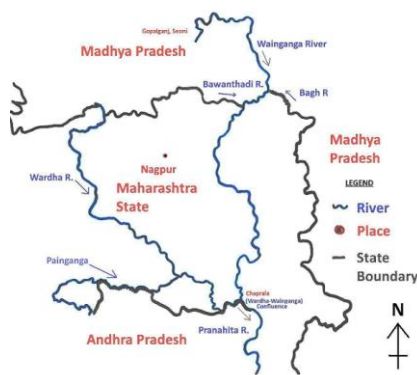 Gopalganj, Seoni
Madhya Pradesh
Wainganga River
Bawanthadi R.
Bagh R
Madhya
Pradesh
Nagpur
Wardha R.
Maharashtra
State
LEGEND
River
Place
State
Boundary
Painganga
Chaprala
(Wardha-Wainganga)
Confluence
Pranahita R.
Andhra Pradesh
N